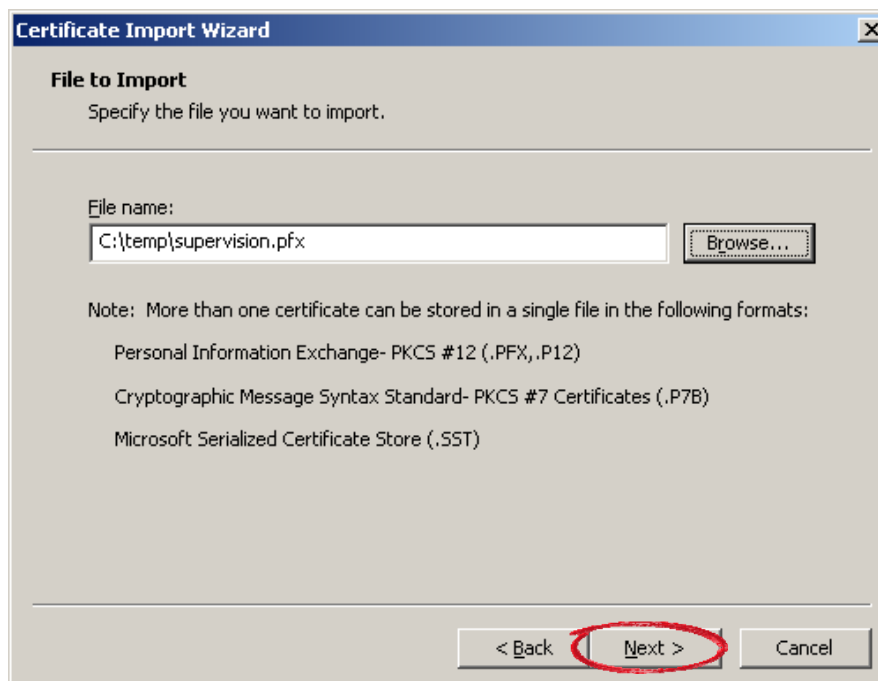 Certificate Import Wizard
File to Import
Specify the file you want to import.
File name:
C:\temp\supervision.pfx
Browse...
Note: More than one certificate can be stored in a single file in the following formats:
Personal Information Exchange- PKCS #12 (.PFX,.P12)
Cryptographic Message Syntax Standard- PKCS #7 Certificates (.P7B)
Microsoft Serialized Certificate Store (.SST)
< Back
Next >
Cancel